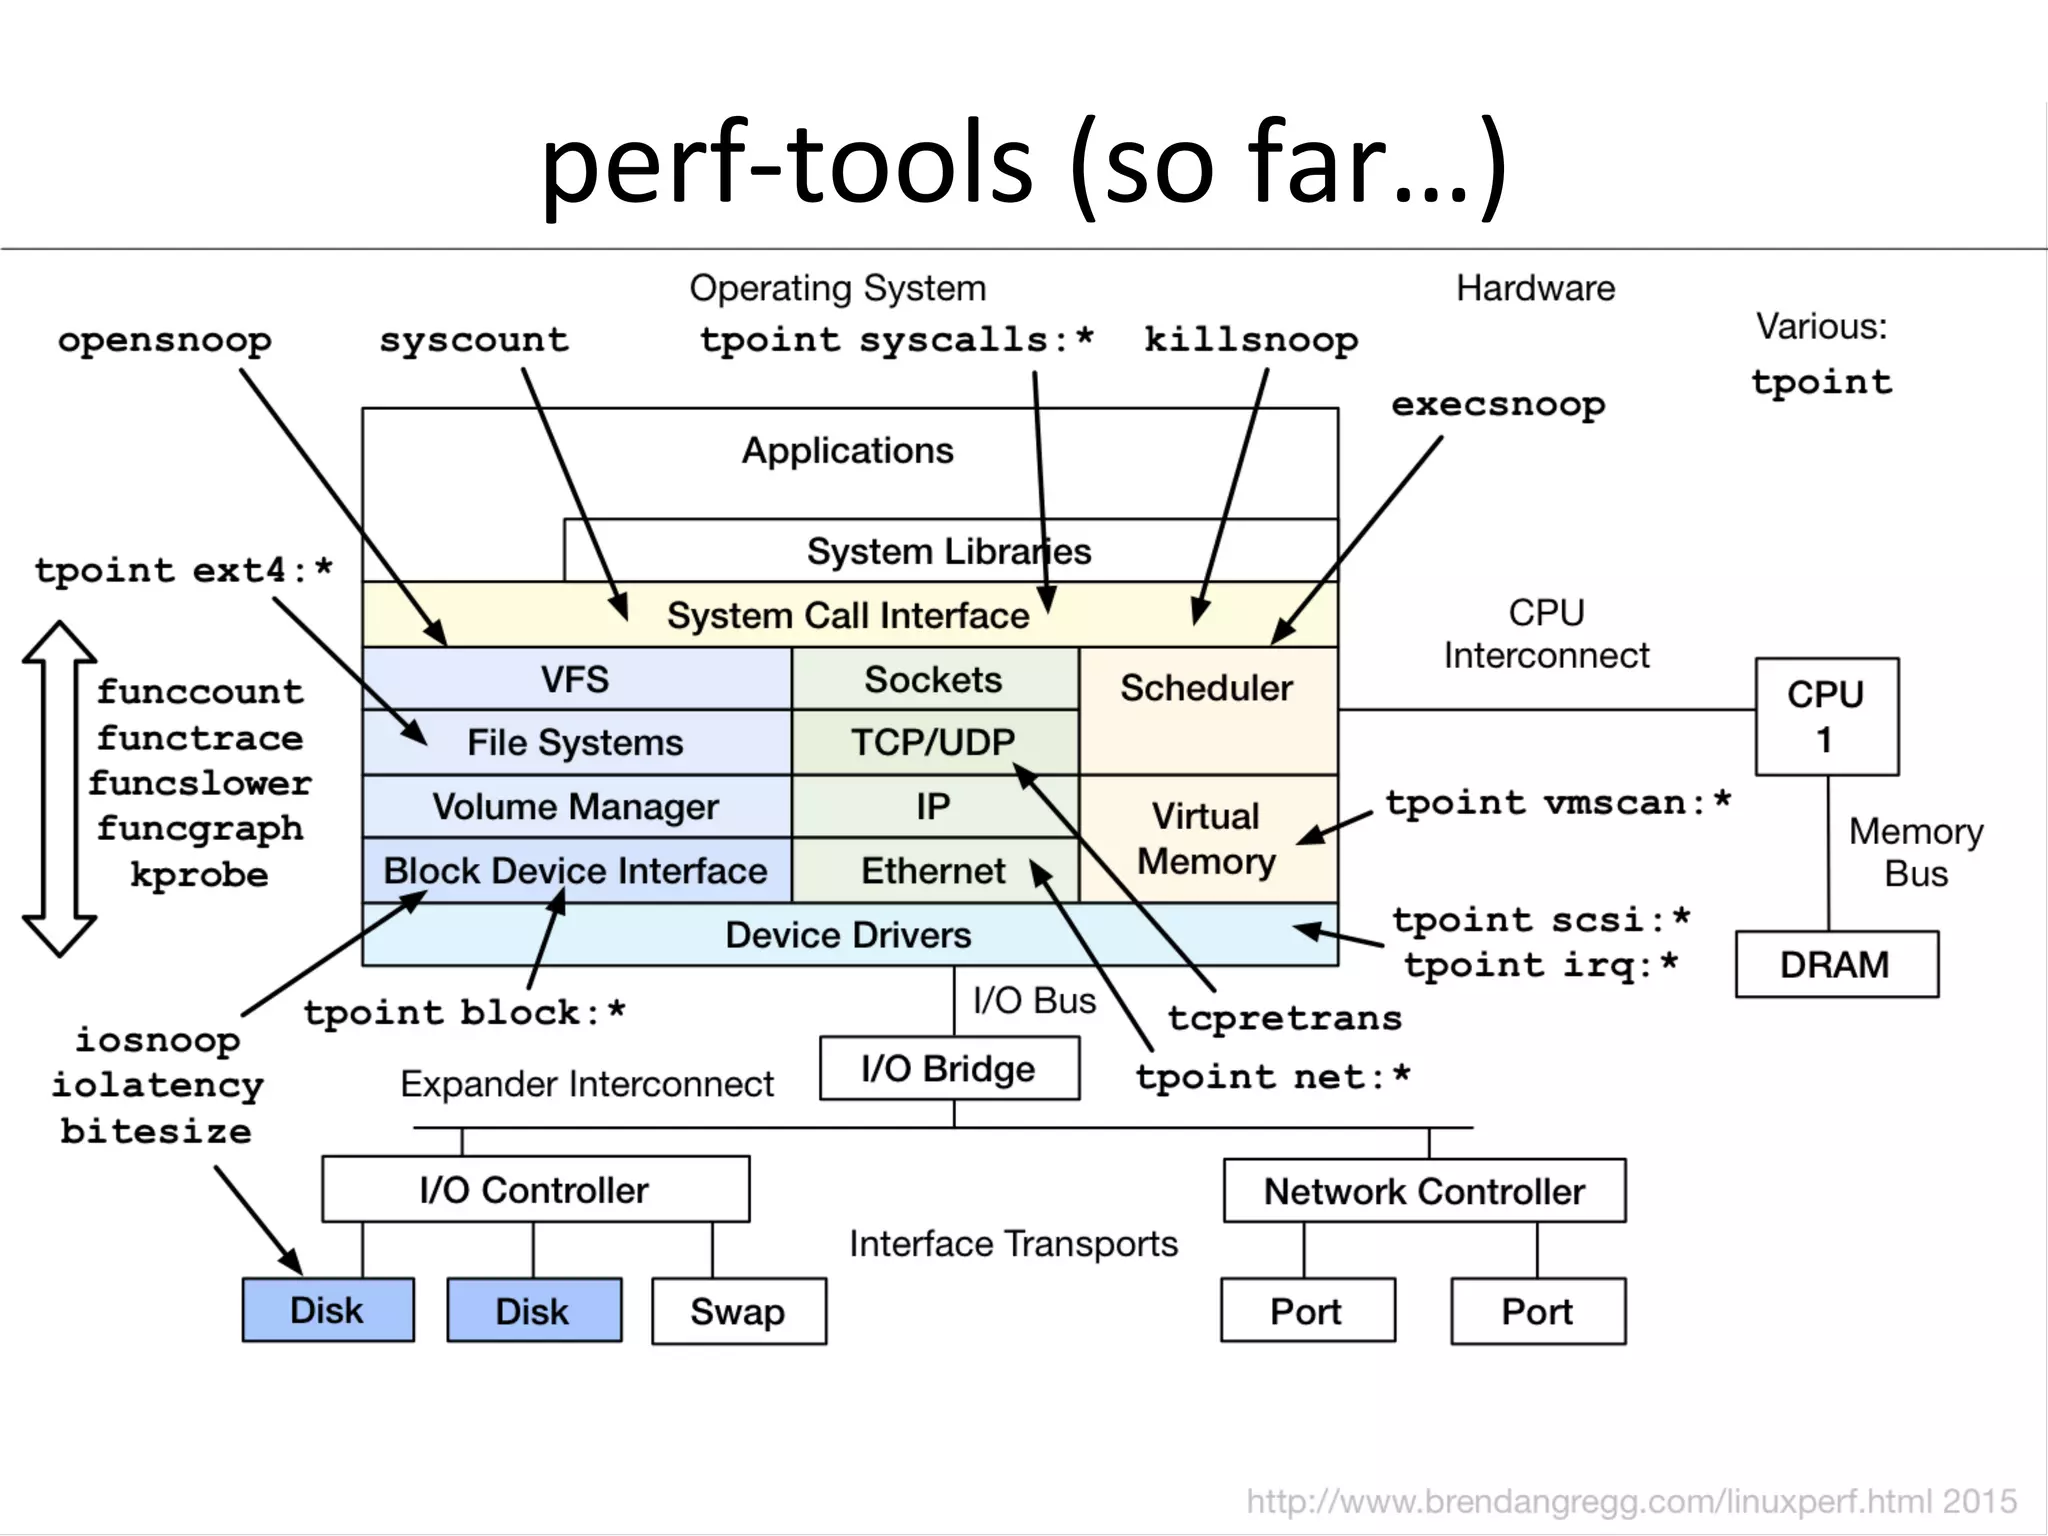 perf-tools (so far…)
Operating System
Hardware
opensnoop
syscount
tpoint syscalls:*
killsnoop
Various:
tpoint
execsnoop
Applications
System Libraries
tpoint ext4:*
System Call Interface
CPU
Interconnect
funccount
functrace
funcslower
funcgraph
kprobe
VFS
Sockets
Scheduler
CPU
1
File Systems
TCP/UDP
Volume Manager
IP
Virtual
Memory
tpoint vmscan:*
Memory
Bus
Block Device Interface
Ethernet
Device Drivers
tpoint scsi:*
tpoint irq:*
DRAM
I/O Bus
tpoint block:*
tcpretrans
iosnoop
iolatency
bitesize
Expander Interconnect
I/O Bridge
tpoint net:*
I/O Controller
Network Controller
Interface Transports
Disk
Disk
Swap
Port
Port
http://www.brendangregg.com/linuxperf.html 2015